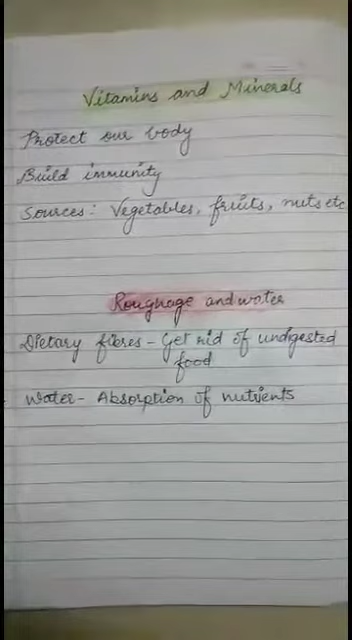 Vitamins and Minerals
Protect our body
Build immunity
Sources: Vegetables, fruits, nuts etc
Roughage and water
Dietary fibres - Get rid of undigested
food
Water - Absorption of nutrients